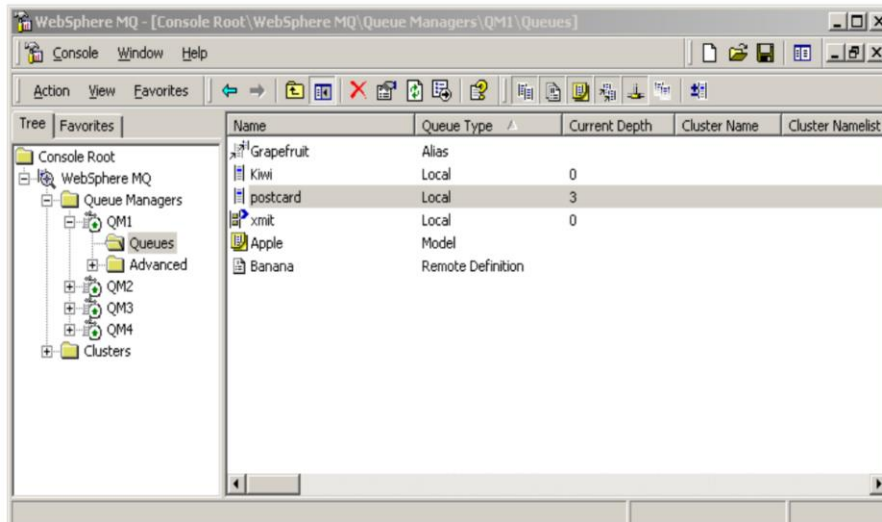 WebSphere MQ - [Console Root\WebSphere MQ\Queue Managers\QM1\Queues]
Console Window Help
Action View Favorites
Tree Favorites
Console Root
WebSphere MQ
Queue Managers
QM1
Queues
Advanced
QM2
QM3
QM4
Clusters
Name Queue Type Current Depth Cluster Name Cluster Namelist
Grapefruit Alias
Kiwi Local 0
postcard Local 3
xmit Local 0
Apple Model
Banana Remote Definition